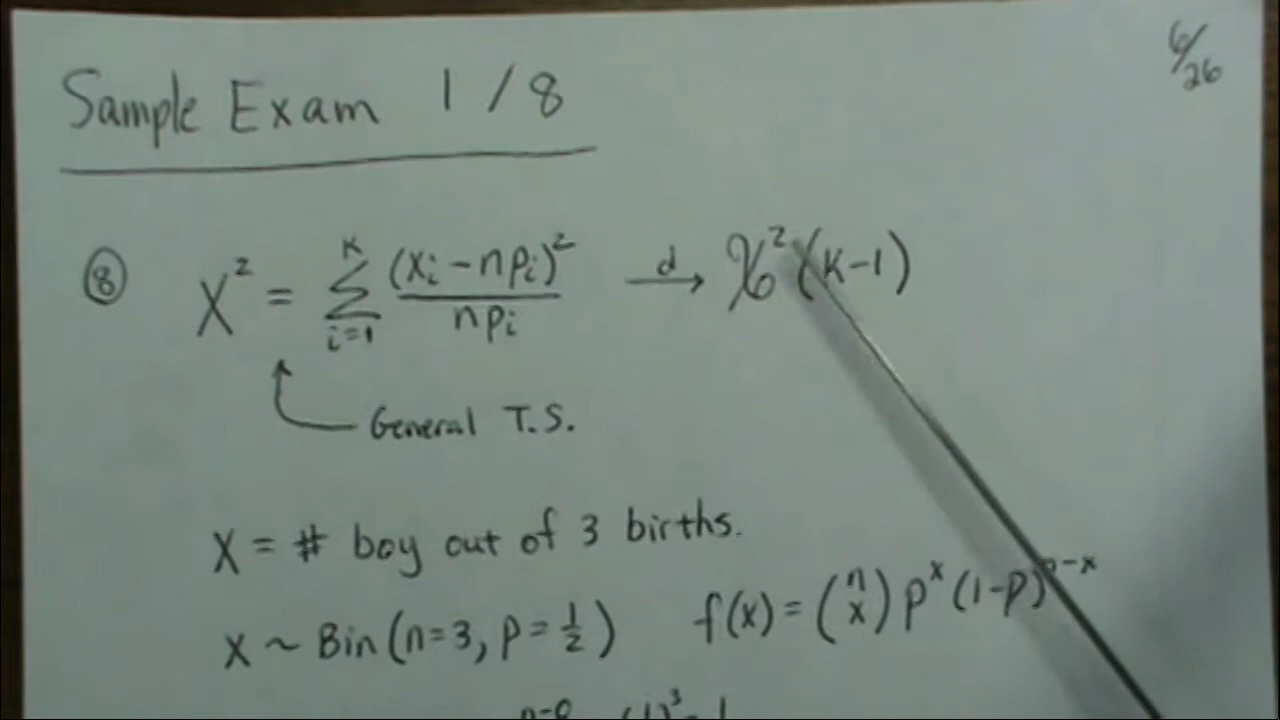 Sample Exam 1/8
6/26
⑧ X² = Σ_{i=1}^{K} (xᵢ - npᵢ)² / npᵢ →^d χ²(K-1)
General T.S.
X = # boy out of 3 births.
X ~ Bin(n=3, p=1/2)  f(x) = (n x) p^x (1-p)^{n-x}